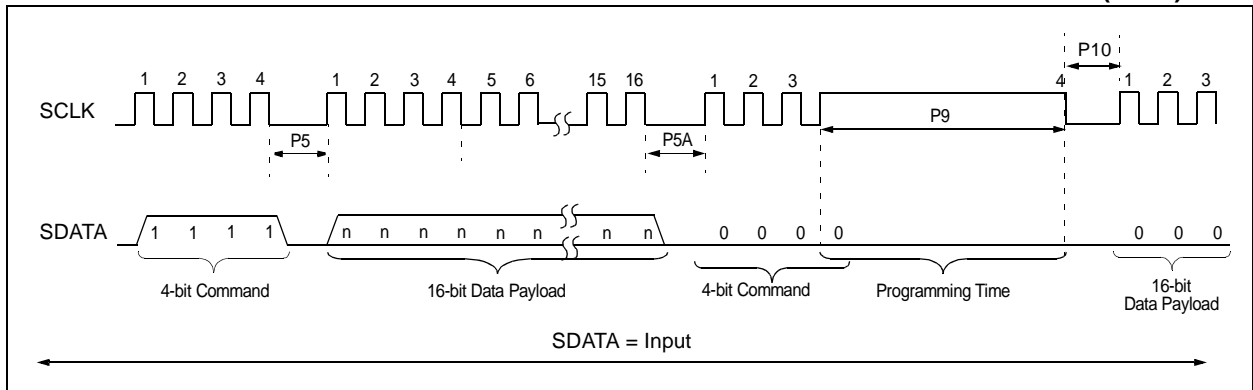 P10
1 2 3 4 1 2 3 4 5 6 15 16 1 2 3 4 1 2 3
SCLK
P5 P5A P9
SDATA 1 1 1 1 n n n n n n n n 0 0 0 0 0 0 0
4-bit Command 16-bit Data Payload 4-bit Command Programming Time 16-bit
Data Payload
SDATA = Input